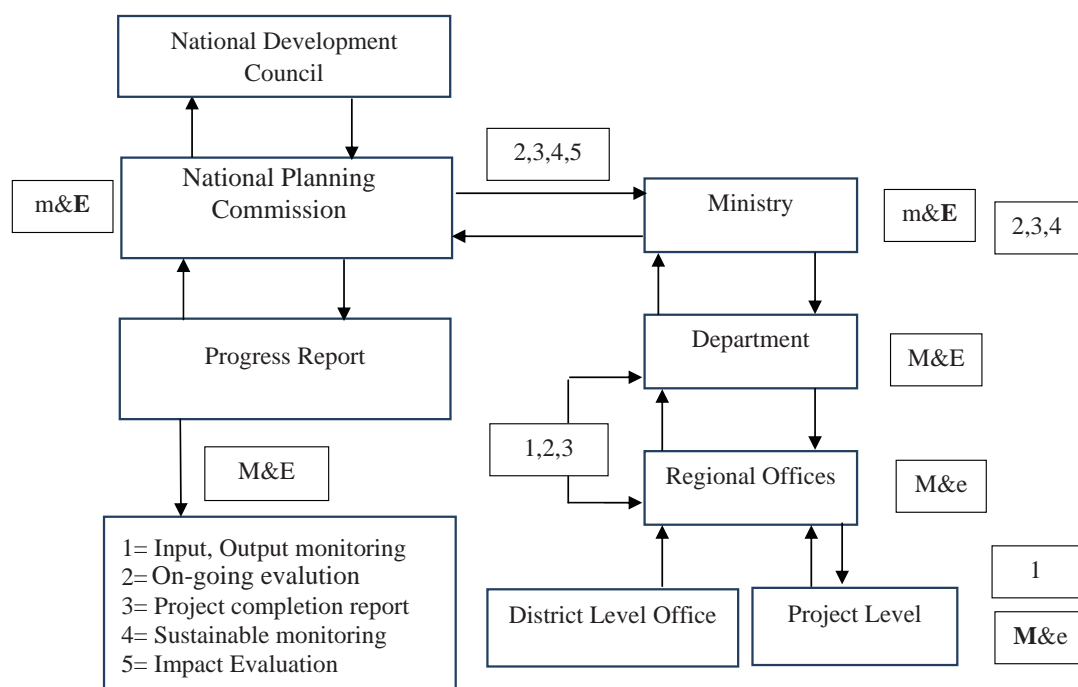 National Development
Council
2,3,4,5
National Planning
Commission
m&E
Ministry
m&E
2,3,4
Progress Report
Department
M&E
1,2,3
M&E
Regional Offices
M&e
1= Input, Output monitoring
2= On-going evalution
3= Project completion report
4= Sustainable monitoring
5= Impact Evaluation
District Level Office
Project Level
1
M&e